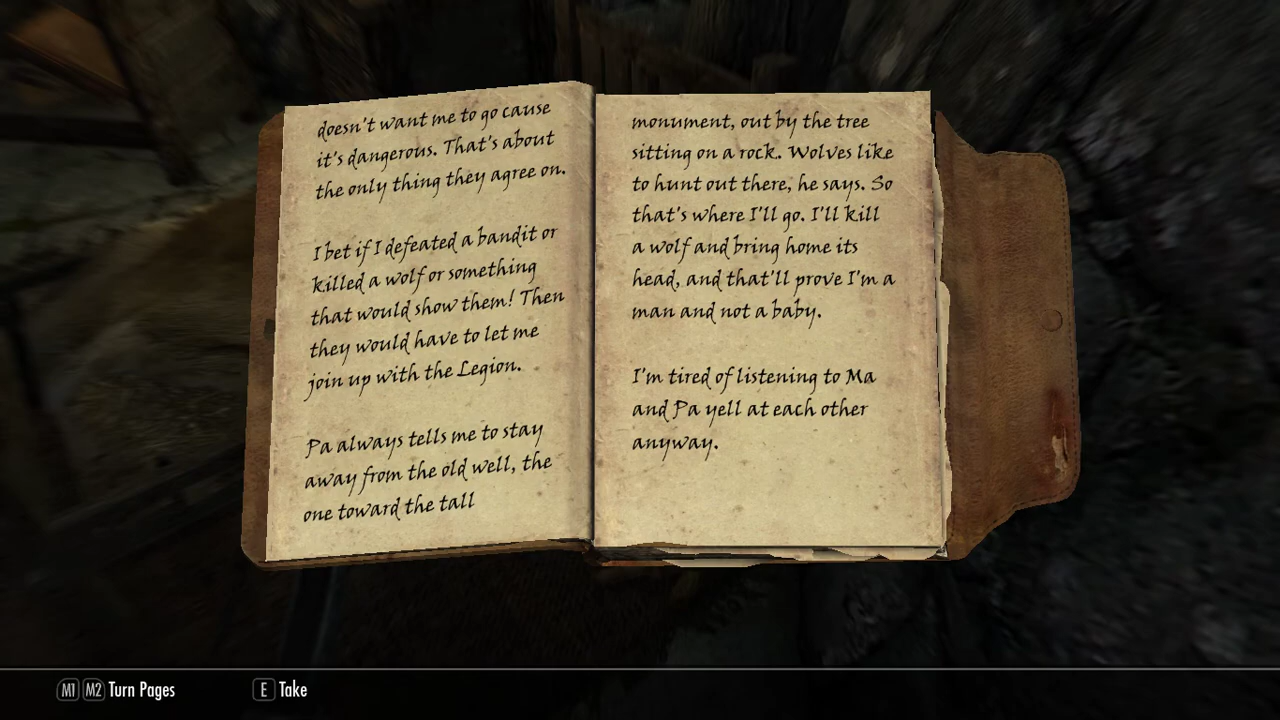 doesn't want me to go cause
it's dangerous. That's about
the only thing they agree on.
I bet if I defeated a bandit or
killed a wolf or something
that would show them! Then
they would have to let me
join up with the Legion.
Pa always tells me to stay
away from the old well, the
one toward the tall
monument, out by the tree
sitting on a rock. Wolves like
to hunt out there, he says. So
that's where I'll go. I'll kill
a wolf and bring home its
head, and that'll prove I'm a
man and not a baby.
I'm tired of listening to Ma
and Pa yell at each other
anyway.
M1 M2 Turn Pages
E Take